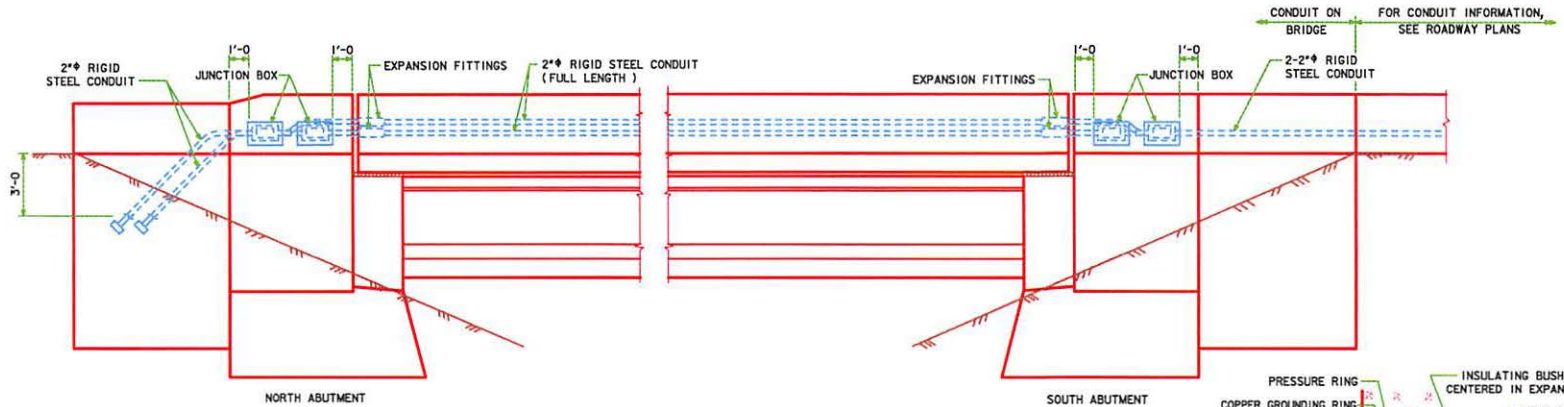 CONDUIT ON
BRIDGE
FOR CONDUIT INFORMATION,
SEE ROADWAY PLANS
1'-0
1'-0
1'-0
1'-0
2"Φ RIGID
STEEL CONDUIT
JUNCTION BOX
EXPANSION FITTINGS
2"Φ RIGID STEEL CONDUIT
(FULL LENGTH )
EXPANSION FITTINGS
JUNCTION BOX
2-2"Φ RIGID
STEEL CONDUIT
3'-0
NORTH ABUTMENT
SOUTH ABUTMENT
PRESSURE RING
INSULATING BUSH
CENTERED IN EXPAN
COPPER GROUNDING RING